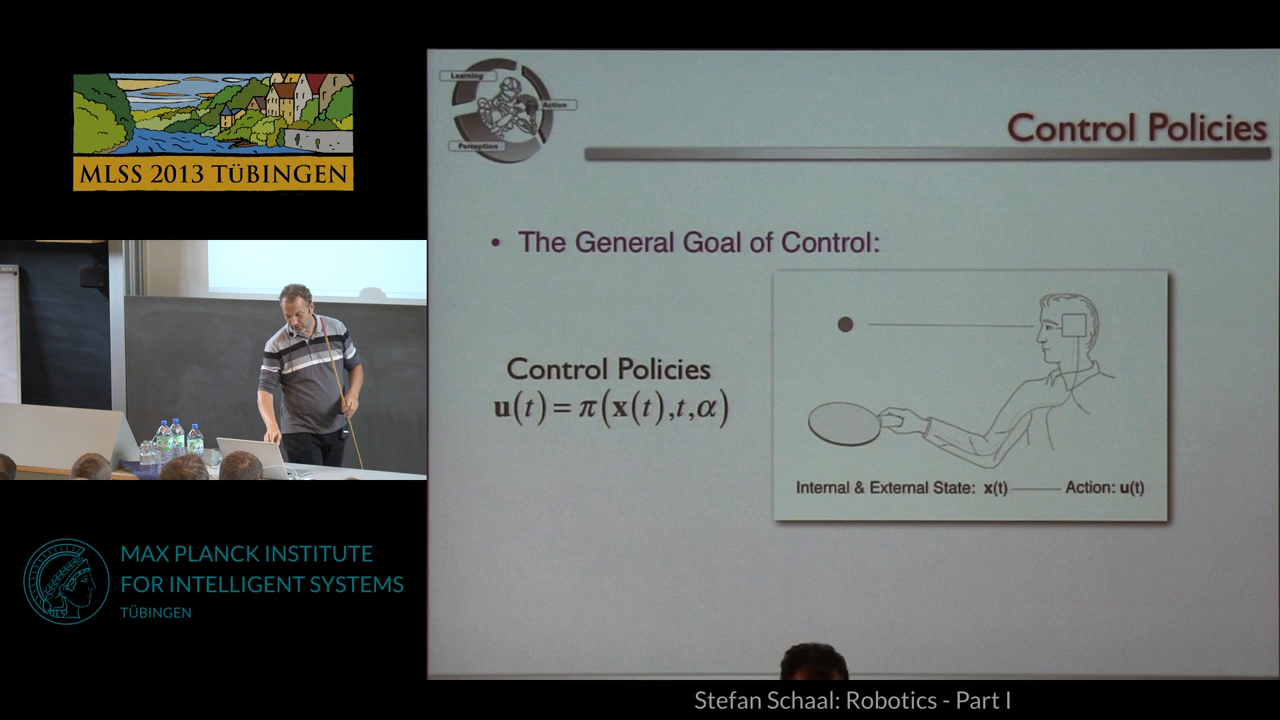 MLSS 2013 TÜBINGEN
MAX PLANCK INSTITUTE
FOR INTELLIGENT SYSTEMS
TÜBINGEN
Learning
Action
Perception
Control Policies
• The General Goal of Control:
Control Policies
u(t) = π(x(t),t,α)
Internal & External State: x(t) Action: u(t)
Stefan Schaal: Robotics - Part I